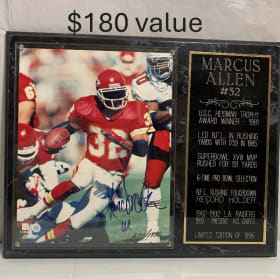 $180 value
MARCUS
ALLEN
#32
U.S.C. HEISMAN TROPHY
AWARD WINNER - 1981
LED N.F.L. IN RUSHING
YARDS WITH 1759 IN 1985
SUPERBOWL XVIII MVP
RUSHED FOR 191 YARDS
6-TIME PRO BOWL SELECTION
N.F.L. RUSHING TOUCHDOWN
RECORD HOLDER
1982-1992 L.A. RAIDERS
1993 - PRESENT K.C. CHIEFS
LIMITED EDITION OF 1996
32